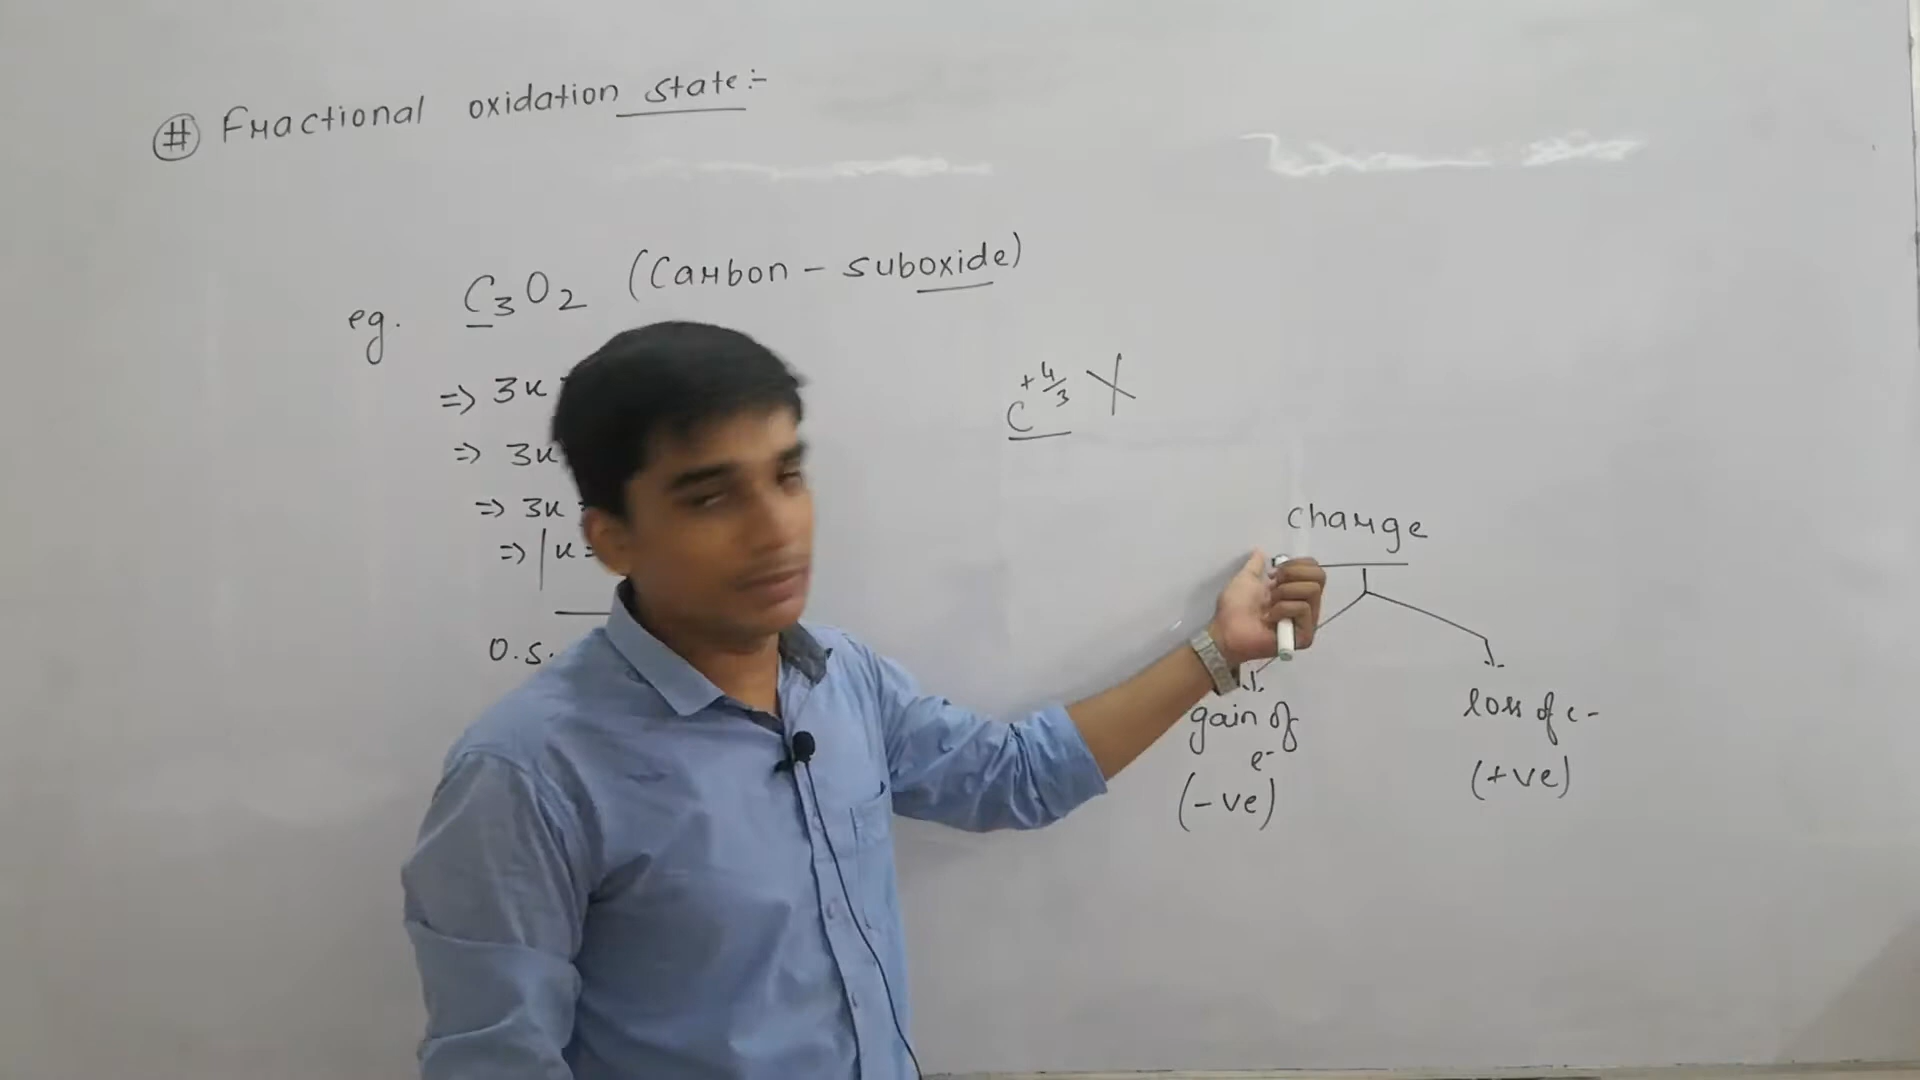 # Fractional oxidation state:-
eg. C3O2 (Carbon - suboxide)
=> 3x
=> 3x
=> 3x =
=> x =
O.S.
C+4/3 X
charge
gain of e-
(-ve)
loss of e-
(+ve)